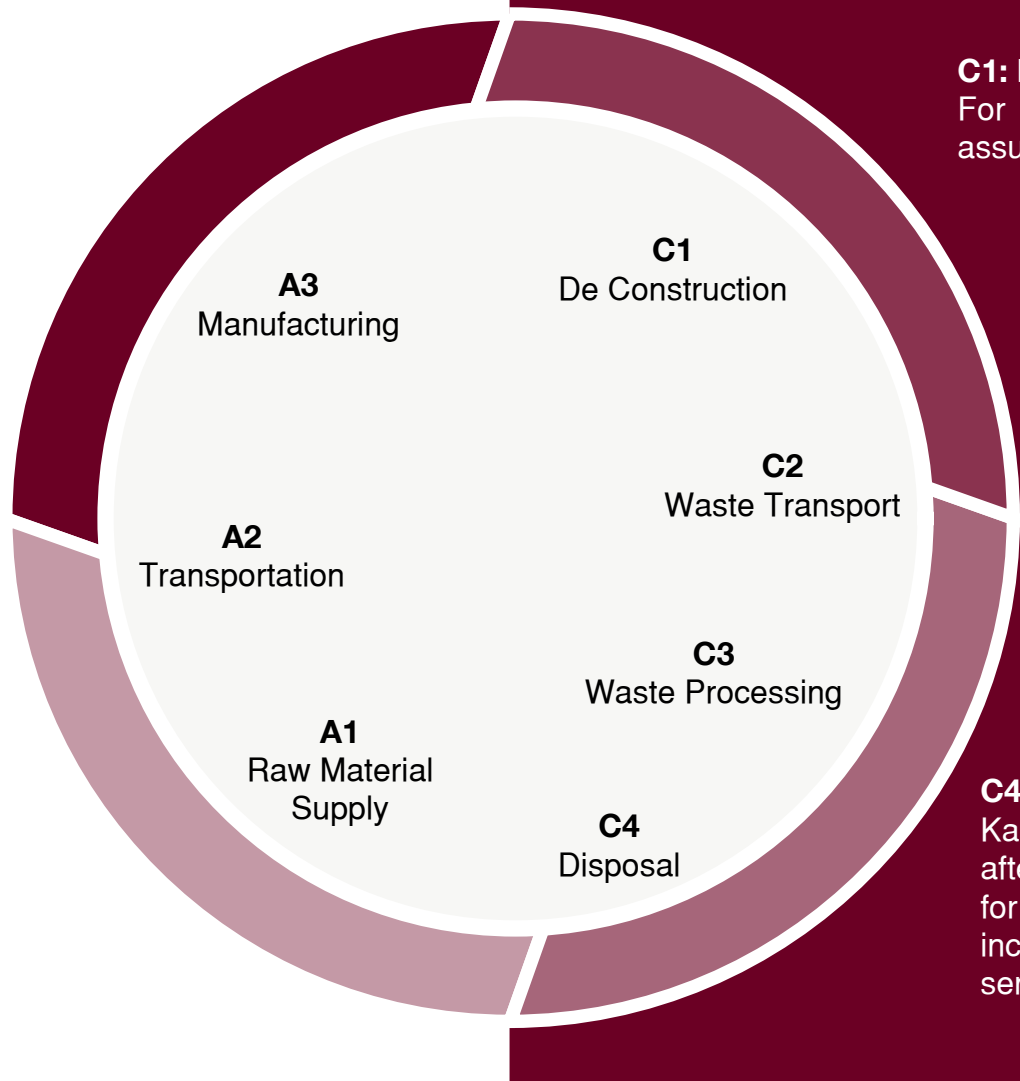 A3
Manufacturing
A2
Transportation
A1
Raw Material
Supply
C1
De Construction
C2
Waste Transport
C3
Waste Processing
C4
Disposal
C1:
For
C4